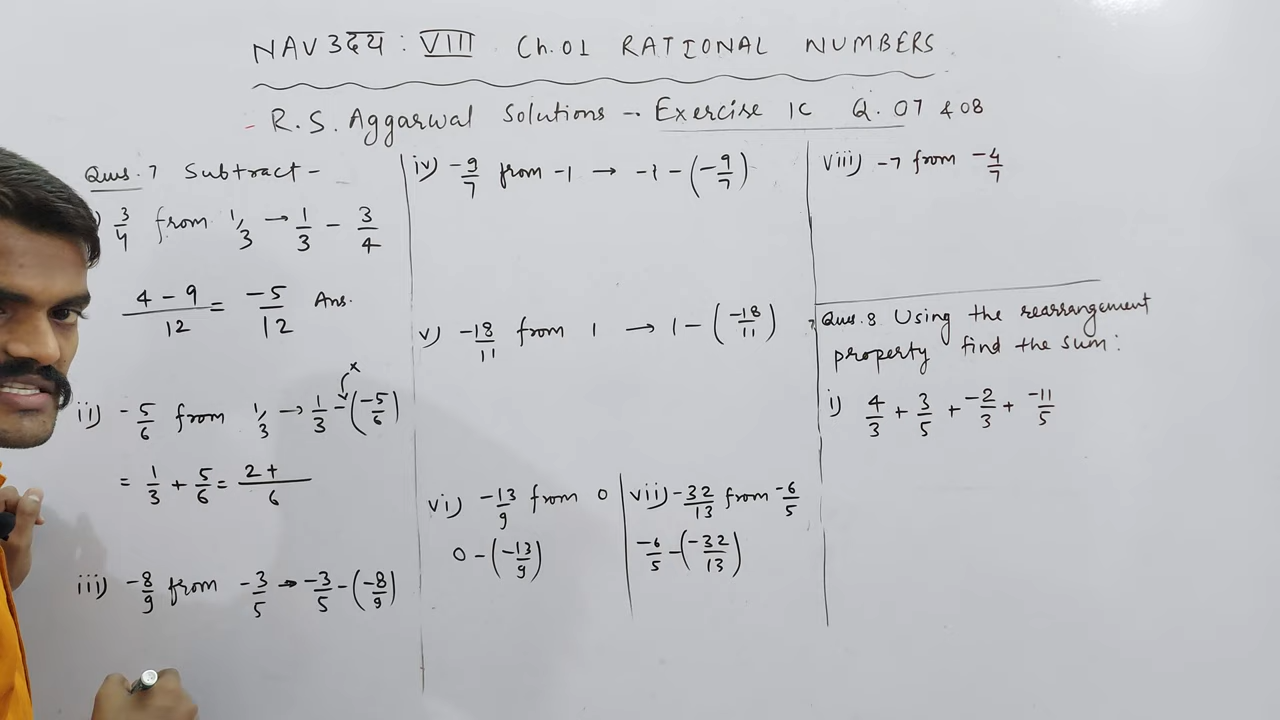 NAV उदय : VIII Ch.01 RATIONAL NUMBERS
- R.S. Aggarwal Solutions - Exercise 1C Q. 07 & 08
Qus. 7 Subtract -
) 3/4 from 1/3 → 1/3 - 3/4
4 - 9/12 = -5/12 Ans.
ii) -5/6 from 1/3 → 1/3 - (-5/6)
x
= 1/3 + 5/6 = 2 +/6
iii) -8/9 from -3/5 → -3/5 - (-8/9)
iv) -9/7 from -1 → -1 - (-9/7)
v) -18/11 from 1 → 1 - (-18/11)
vi) -13/9 from 0
0 - (-13/9)
vii) -32/13 from -6/5
-6/5 - (-32/13)
viii) -7 from -4/7
Qus. 8 Using the rearrangement
property find the sum :
i) 4/3 + 3/5 + -2/3 + -11/5